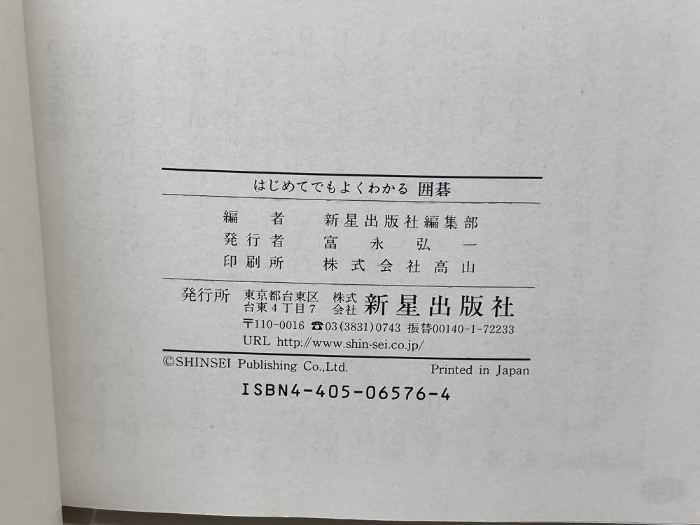 はじめてでもよくわかる 囲碁
編者 新星出版社編集部
発行者 富永弘一
印刷所 株式会社高山
発行所 東京都台東区台東4丁目7 株式会社 新星出版社
〒110-0016 ☎03(3831)0743 振替00140-1-72233
URL http://www.shin-sei.co.jp/
©SHINSEI Publishing Co.,Ltd. Printed in Japan
ISBN4-405-06576-4